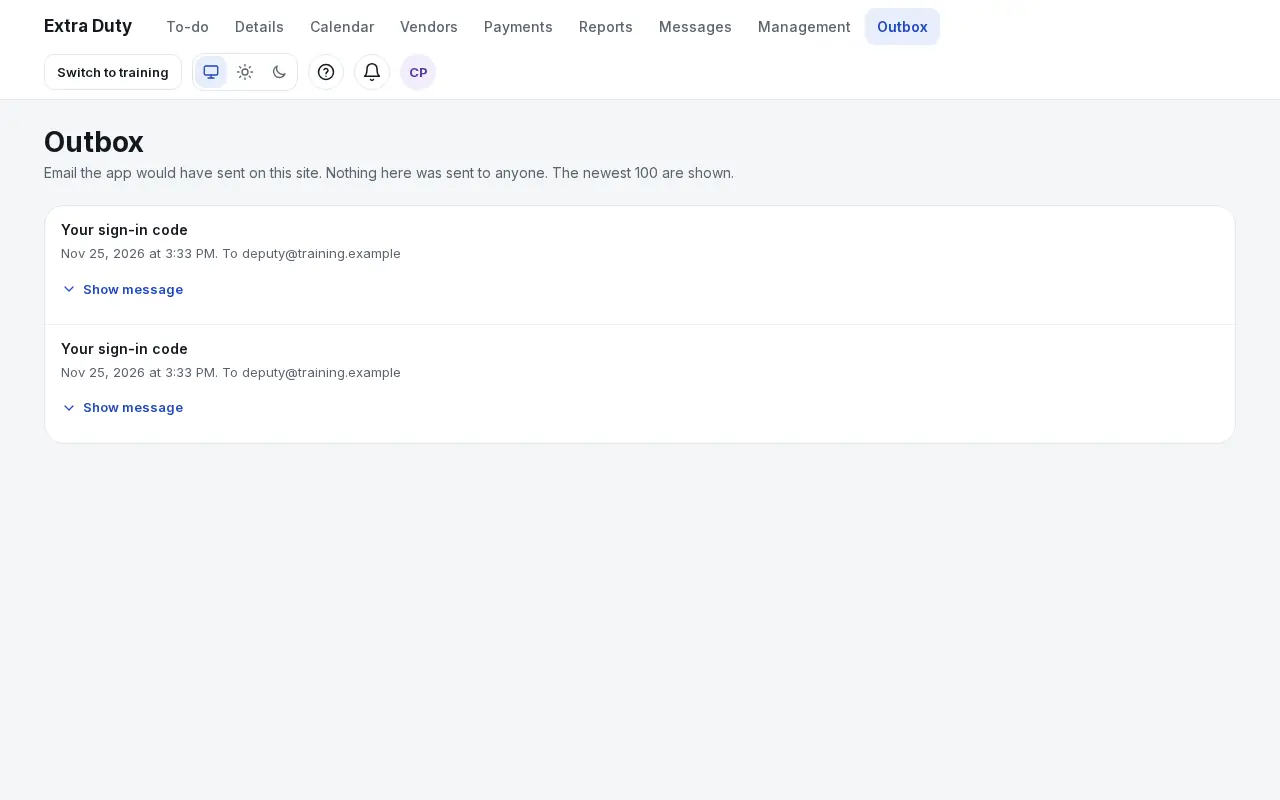 Extra Duty
To-do
Details
Calendar
Vendors
Payments
Reports
Messages
Management
Outbox
Switch to training
CP
Outbox
Email the app would have sent on this site. Nothing here was sent to anyone. The newest 100 are shown.
Your sign-in code
Nov 25, 2026 at 3:33 PM. To deputy@training.example
Show message
Your sign-in code
Nov 25, 2026 at 3:33 PM. To deputy@training.example
Show message